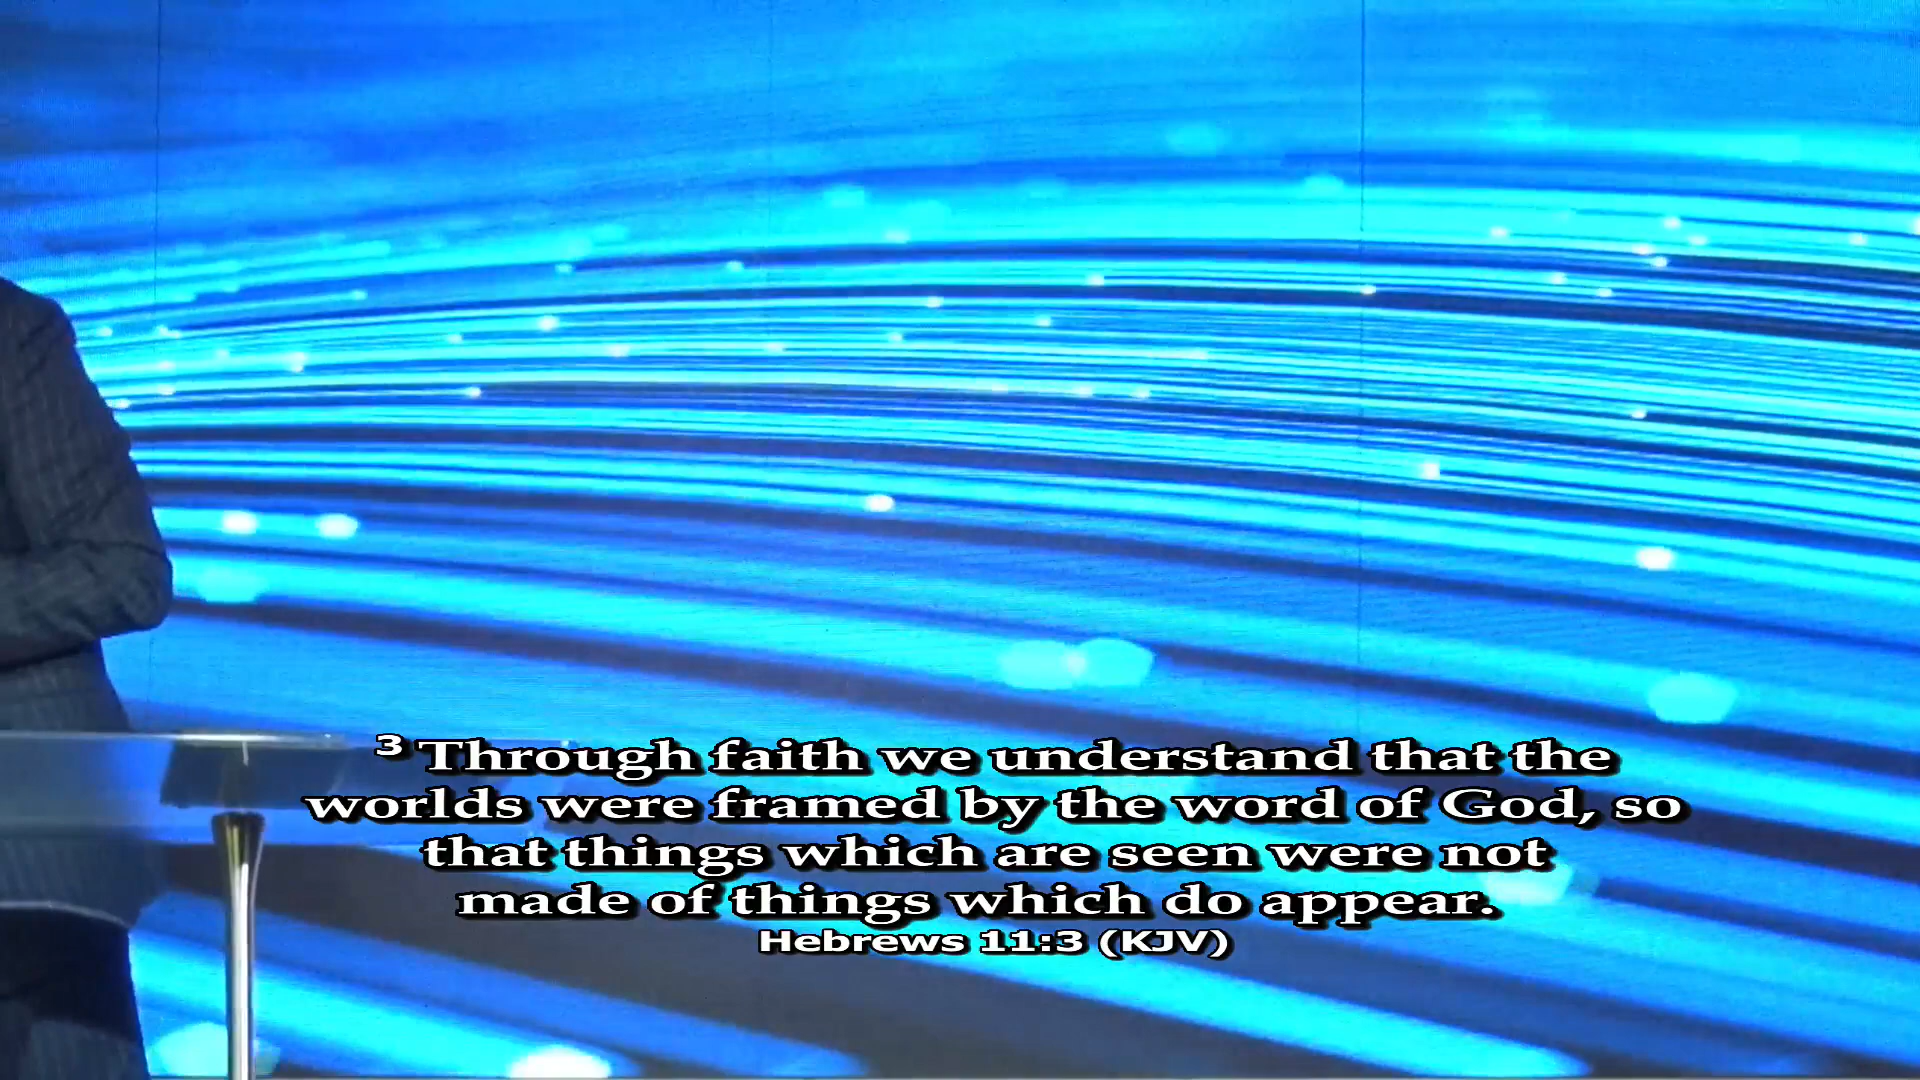 3 Through faith we understand that the
worlds were framed by the word of God, so
that things which are seen were not
made of things which do appear.
Hebrews 11:3 (KJV)